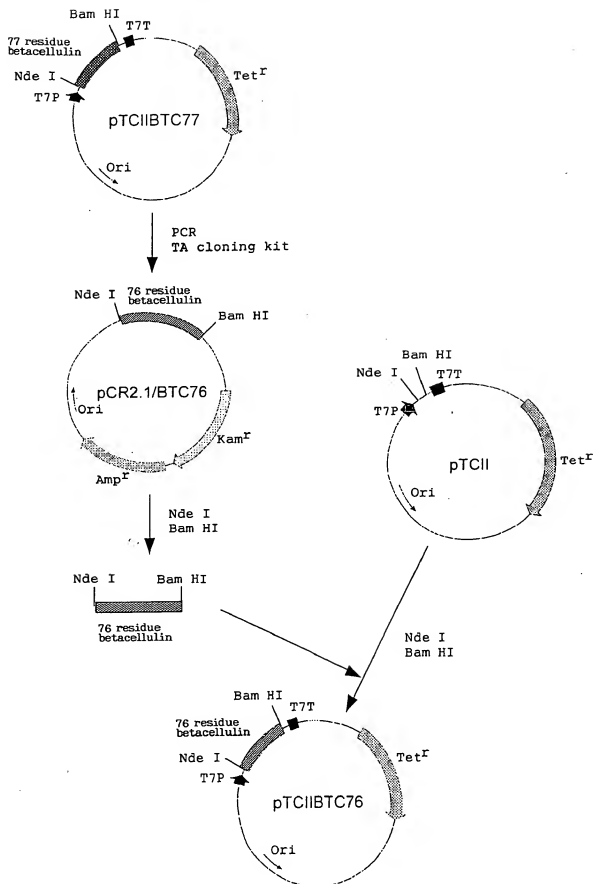 Bam HI
T7T
77 residue
betacellulin
Nde I
T7P
Tetr
pTCIIBTC77
Ori
PCR
TA cloning kit
Nde I
76 residue
betacellulin
Bam HI
pCR2.1/BTC76
Ori
Kamr
Ampr
Bam HI
Nde I
T7T
T7P
pTCII
Tetr
Ori
Nde I
Bam HI
Nde I
Bam HI
76 residue
betacellulin
Nde I
Bam HI
Bam HI
T7T
76 residue
betacellulin
Nde I
T7P
Tetr
pTCIIBTC76
Ori